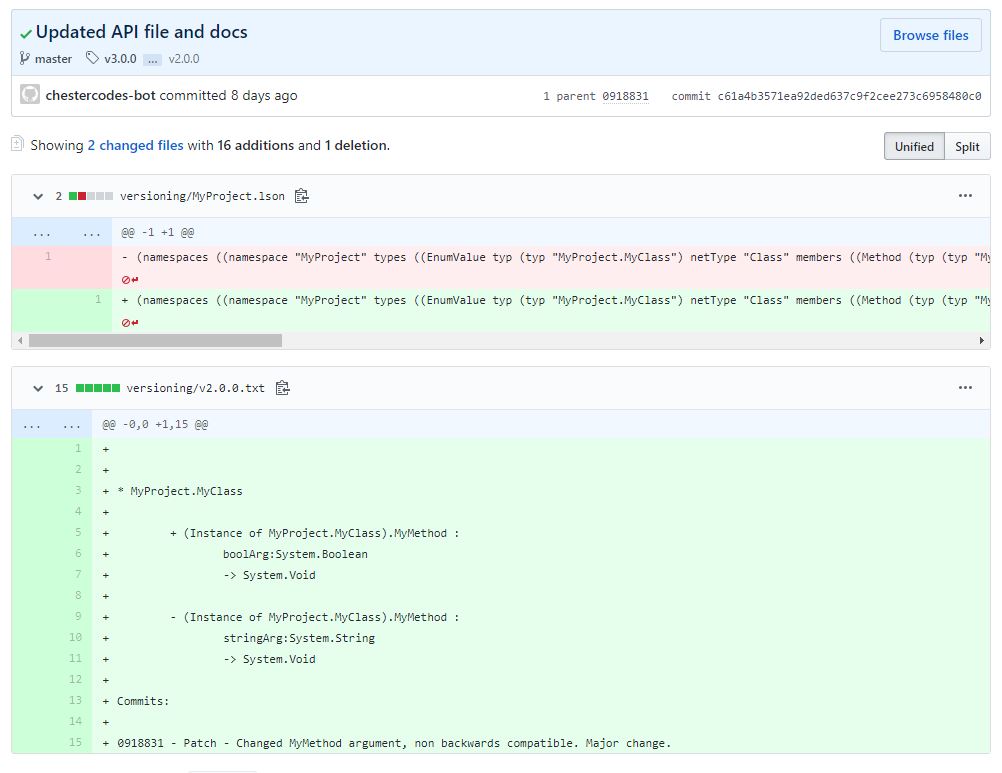 Updated API file and docs
Browse files
master v3.0.0 ... v2.0.0
chestercodes-bot committed 8 days ago
1 parent 0918831 commit c61a4b3571ea92ded637c9f2cee273c6958480c0
Showing 2 changed files with 16 additions and 1 deletion.
Unified Split
2 versioning/MyProject.lson
... ... @@ -1 +1 @@
1 - (namespaces ((namespace "MyProject" types ((EnumValue typ (typ "MyProject.MyClass") netType "Class" members ((Method (typ (typ "My
1 + (namespaces ((namespace "MyProject" types ((EnumValue typ (typ "MyProject.MyClass") netType "Class" members ((Method (typ (typ "My
15 versioning/v2.0.0.txt
... ... @@ -0,0 +1,15 @@
1 +
2 +
3 + * MyProject.MyClass
4 +
5 + + (Instance of MyProject.MyClass).MyMethod :
6 + boolArg:System.Boolean
7 + -> System.Void
8 +
9 + - (Instance of MyProject.MyClass).MyMethod :
10 + stringArg:System.String
11 + -> System.Void
12 +
13 + Commits:
14 +
15 + 0918831 - Patch - Changed MyMethod argument, non backwards compatible. Major change.